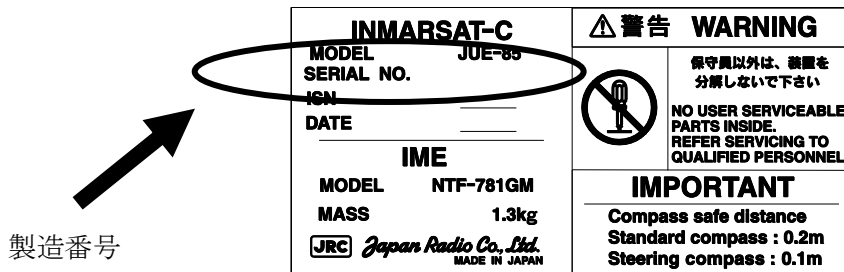 INMARSAT-C
MODEL JUE-85
SERIAL NO.
ISN
DATE
IME
MODEL NTF-781GM
MASS 1.3kg
JRC Japan Radio Co., Ltd.
MADE IN JAPAN
警告 WARNING
保守員以外は、装置を
分解しないで下さい
NO USER SERVICEABLE
PARTS INSIDE.
REFER SERVICING TO
QUALIFIED PERSONNEL
IMPORTANT
Compass safe distance
Standard compass : 0.2m
Steering compass : 0.1m
製造番号